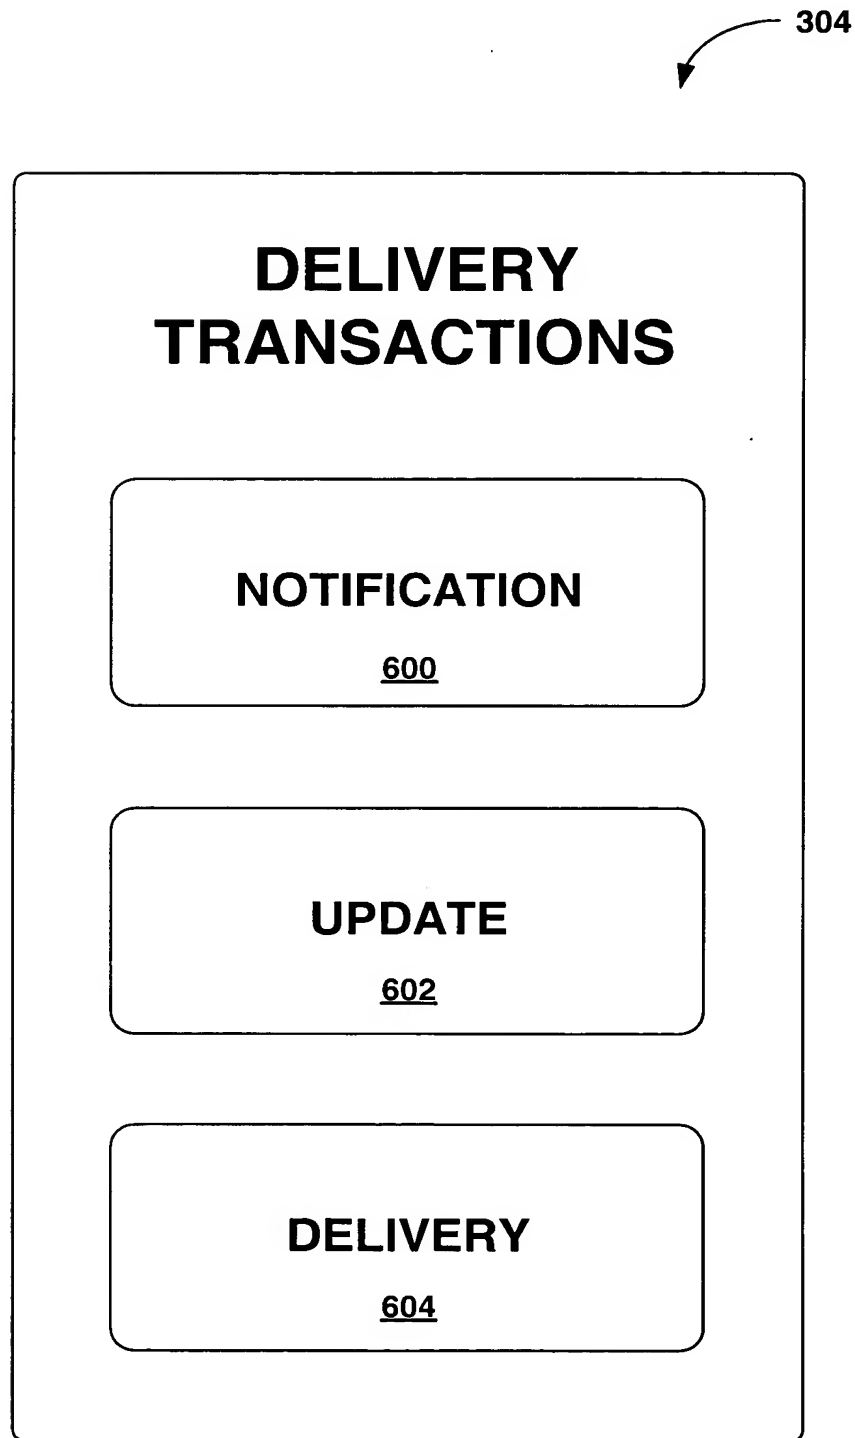 304
DELIVERY
TRANSACTIONS
NOTIFICATION
600
UPDATE
602
DELIVERY
604